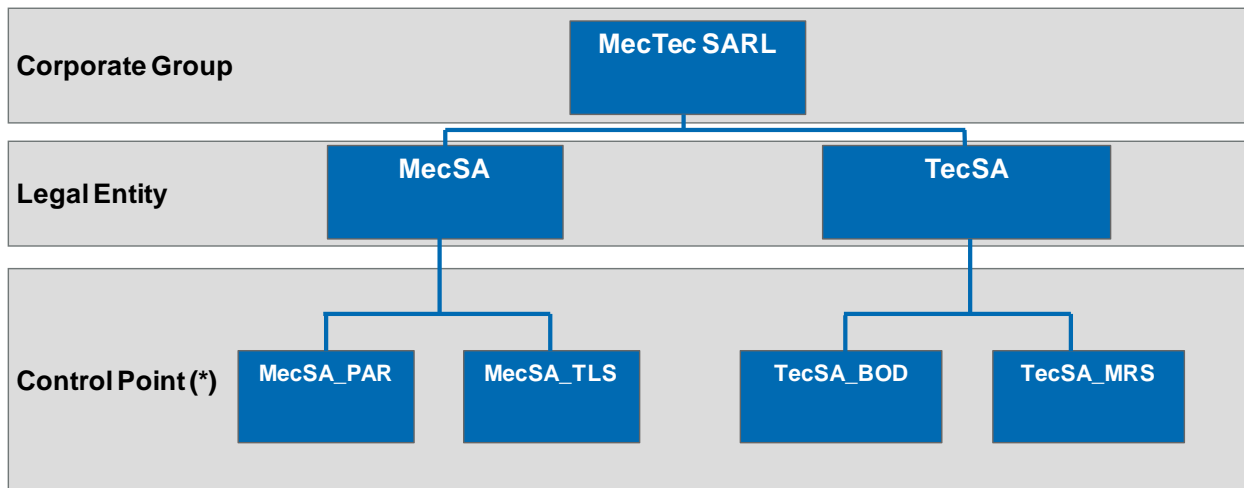 MecTec SARL
Corporate Group
MecSA
TecSA
Legal Entity
MecSA_PAR
MecSA_TLS
TecSA_BOD
TecSA_MRS
Control Point (*)